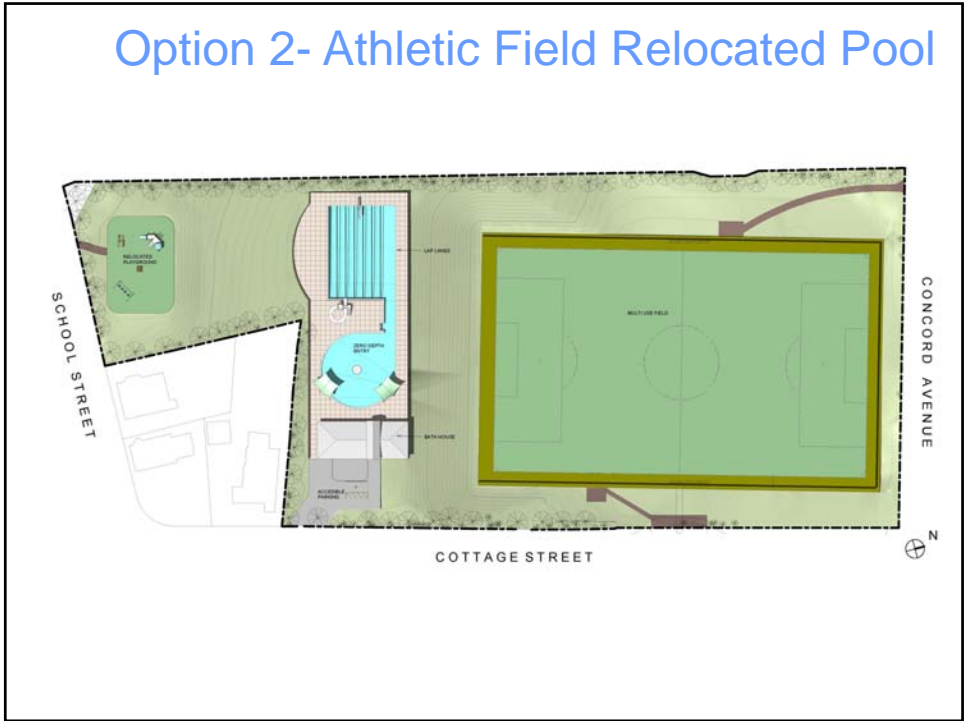 Option 2- Athletic Field Relocated Pool
RELOCATED
PLAYGROUND
LAP LANES
MULTI USE FIELD
ZERO DEPTH
ENTRY
BATH HOUSE
ACCESIBLE
PARKING
SCHOOL STREET
CONCORD AVENUE
COTTAGE STREET
N